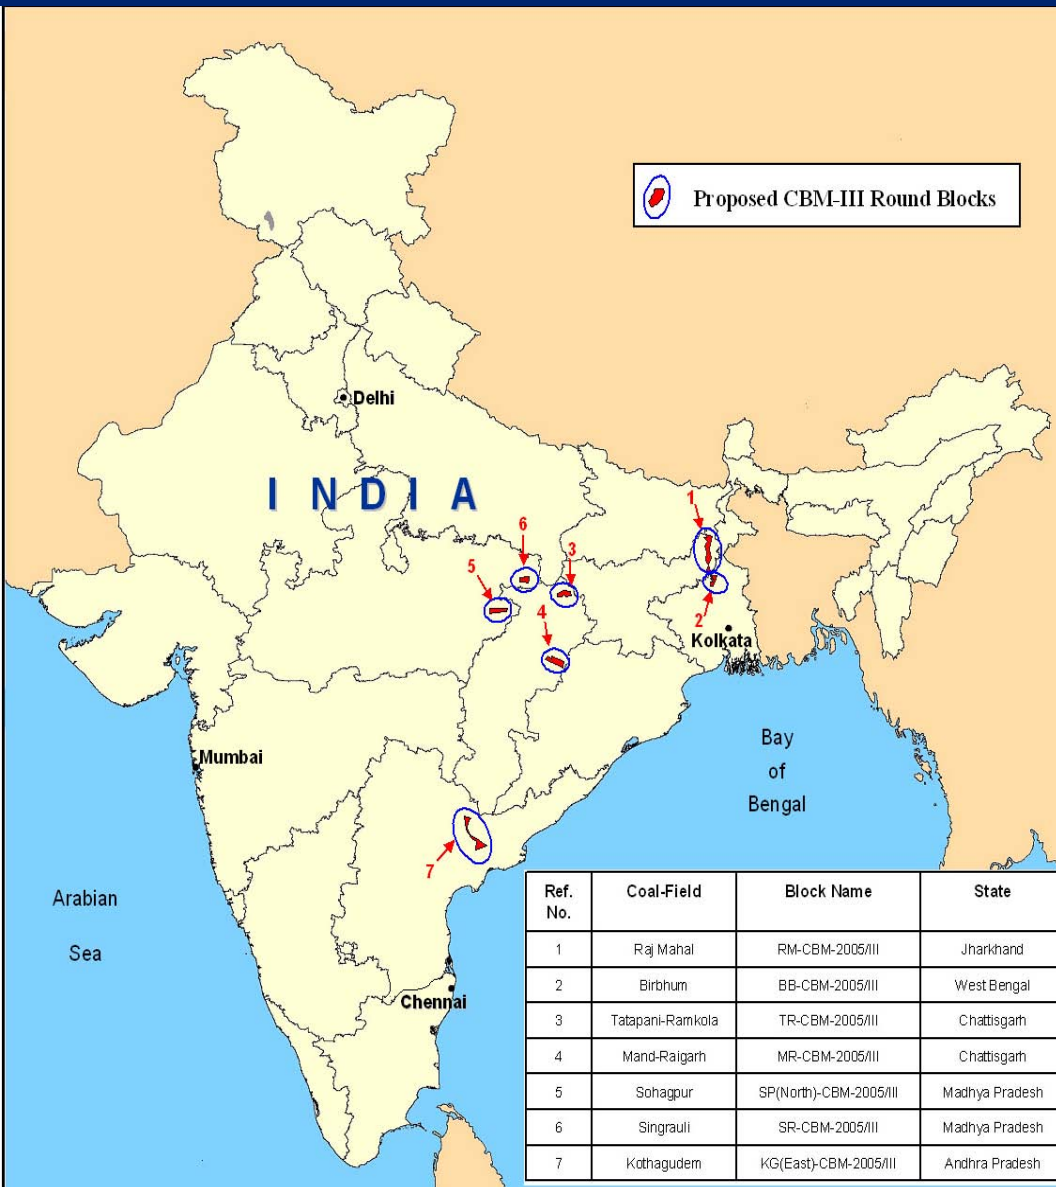 Proposed CBM-III Round Blocks
Delhi
INDIA
1
6
3
5
4
2
Kolkata
Bay
of
Bengal
Mumbai
7
Arabian
Sea
Chennai
Ref. No. Coal-Field Block Name State
1 Raj Mahal RM-CBM-2005/III Jharkhand
2 Birbhum BB-CBM-2005/III West Bengal
3 Tatapani-Ramkola TR-CBM-2005/III Chattisgarh
4 Mand-Raigarh MR-CBM-2005/III Chattisgarh
5 Sohagpur SP(North)-CBM-2005/III Madhya Pradesh
6 Singrauli SR-CBM-2005/III Madhya Pradesh
7 Kothagudem KG(East)-CBM-2005/III Andhra Pradesh